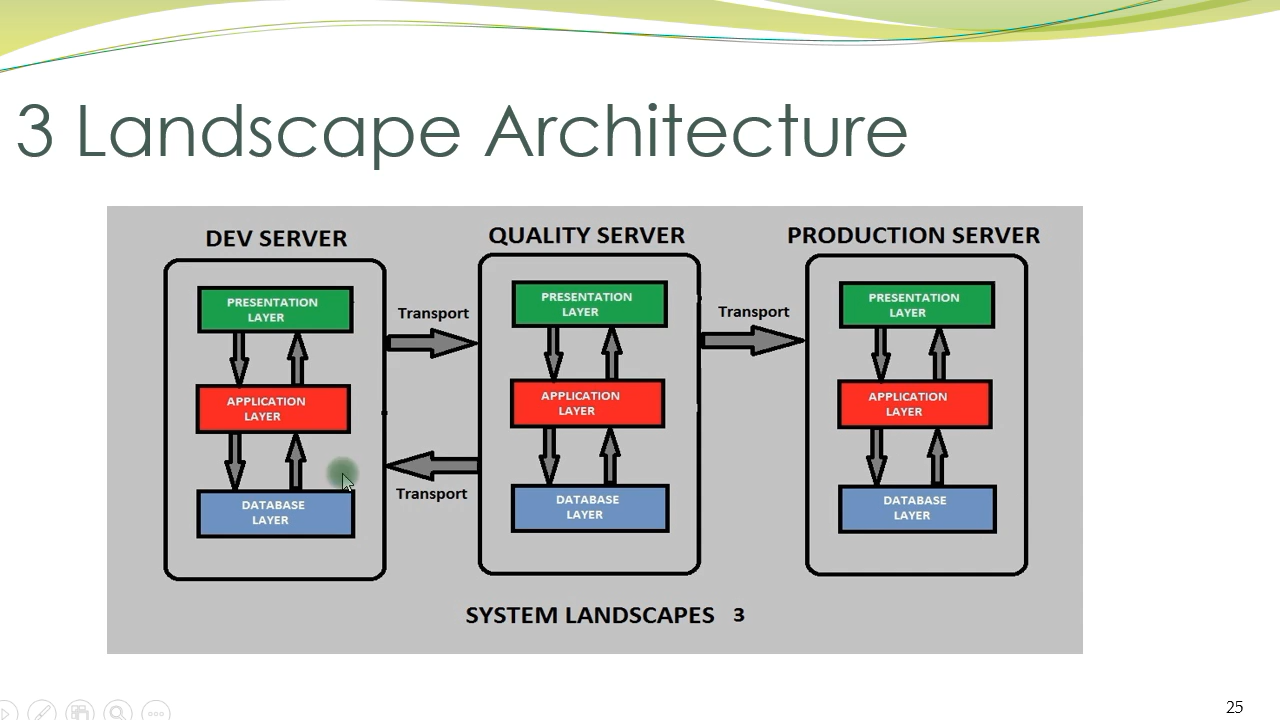 3 Landscape Architecture
DEV SERVER
QUALITY SERVER
PRODUCTION SERVER
PRESENTATION
LAYER
APPLICATION
LAYER
DATABASE
LAYER
Transport
Transport
PRESENTATION
LAYER
APPLICATION
LAYER
DATABASE
LAYER
Transport
PRESENTATION
LAYER
APPLICATION
LAYER
DATABASE
LAYER
SYSTEM LANDSCAPES 3
25